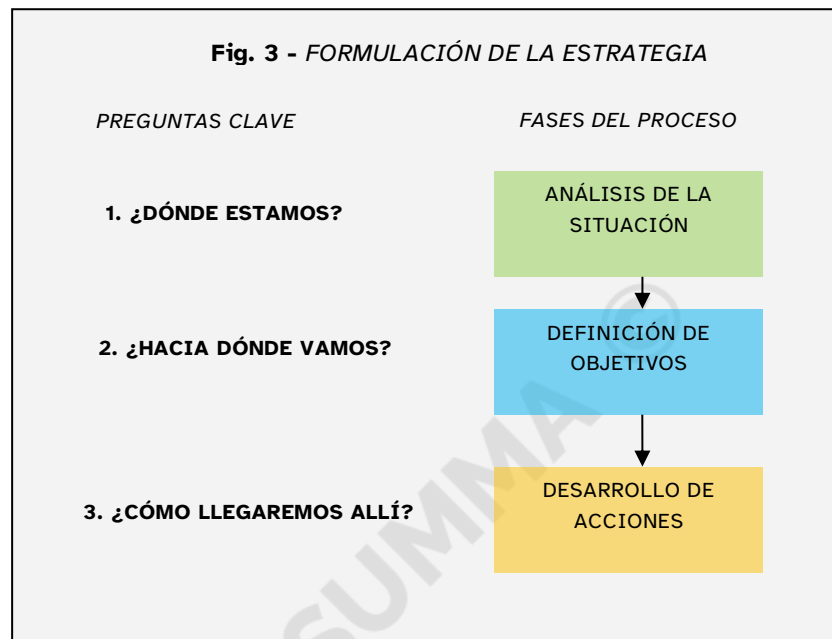 Fig. 3 - FORMULACIÓN DE LA ESTRATEGIA
PREGUNTAS CLAVE
FASES DEL PROCESO
1. ¿DÓNDE ESTAMOS?
ANÁLISIS DE LA
SITUACIÓN
2. ¿HACIA DÓNDE VAMOS?
DEFINICIÓN DE
OBJETIVOS
3. ¿CÓMO LLEGAREMOS ALLÍ?
DESARROLLO DE
ACCIONES
SUMMA ©